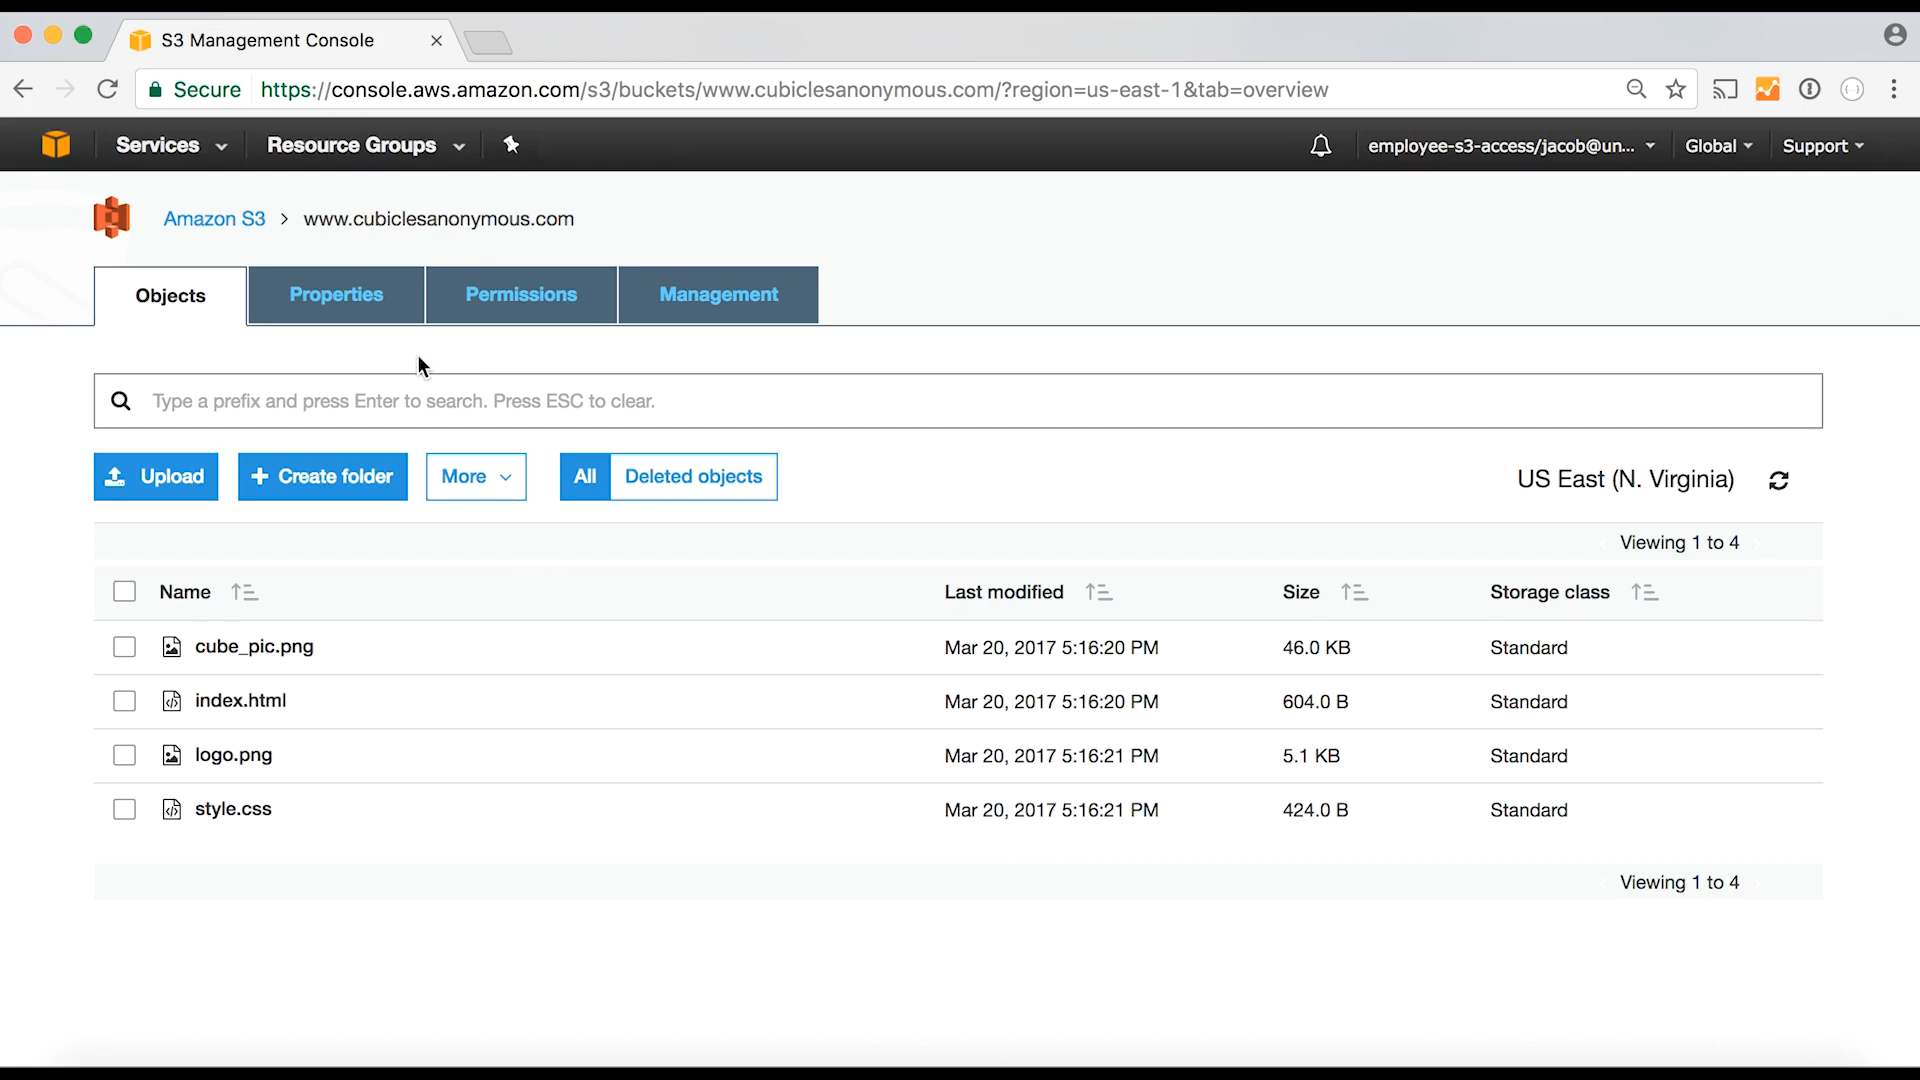 S3 Management Console
Secure https://console.aws.amazon.com/s3/buckets/www.cubiclesanonymous.com/?region=us-east-1&tab=overview
Services Resource Groups employee-s3-access/jacob@un... Global Support
Amazon S3 > www.cubiclesanonymous.com
Objects Properties Permissions Management
Type a prefix and press Enter to search. Press ESC to clear.
Upload + Create folder More All Deleted objects US East (N. Virginia)
Viewing 1 to 4
Name Last modified Size Storage class
cube_pic.png Mar 20, 2017 5:16:20 PM 46.0 KB Standard
index.html Mar 20, 2017 5:16:20 PM 604.0 B Standard
logo.png Mar 20, 2017 5:16:21 PM 5.1 KB Standard
style.css Mar 20, 2017 5:16:21 PM 424.0 B Standard
Viewing 1 to 4